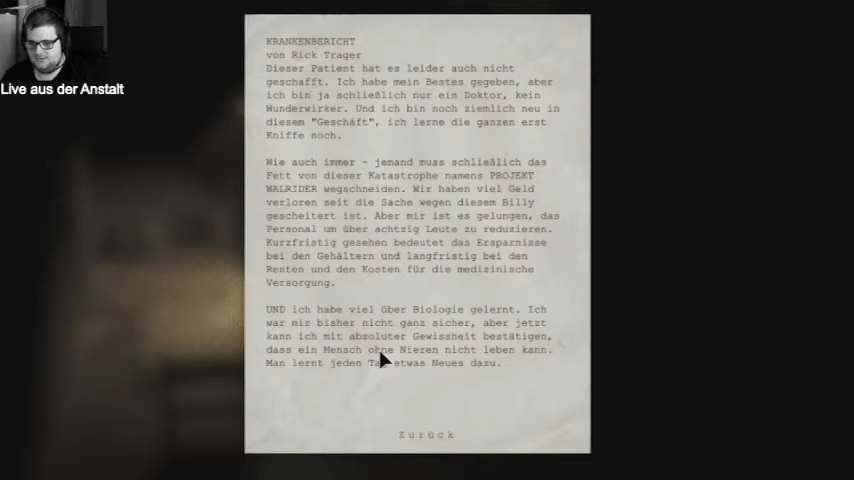 Live aus der Anstalt
KRANKENBERICHT
von Rick Trager
Dieser Patient hat es leider auch nicht
geschafft. Ich habe mein Bestes gegeben, aber
ich bin ja schließlich nur ein Doktor, kein
Wunderwirker. Und ich bin noch ziemlich neu in
diesem "Geschäft", ich lerne die ganzen erst
Kniffe noch.
Wie auch immer - jemand muss schließlich das
Fett von dieser Katastrophe namens PROJEKT
WALRIDER wegschneiden. Wir haben viel Geld
verloren seit die Sache wegen diesem Billy
gescheitert ist. Aber mir ist es gelungen, das
Personal um über achtzig Leute zu reduzieren.
Kurzfristig gesehen bedeutet das Ersparnisse
bei den Gehältern und langfristig bei den
Renten und den Kosten für die medizinische
Versorgung.
UND ich habe viel über Biologie gelernt. Ich
war mir bisher nicht ganz sicher, aber jetzt
kann ich mit absoluter Gewissheit bestätigen,
dass ein Mensch ohne Nieren nicht leben kann.
Man lernt jeden Tag etwas Neues dazu.
Zurück